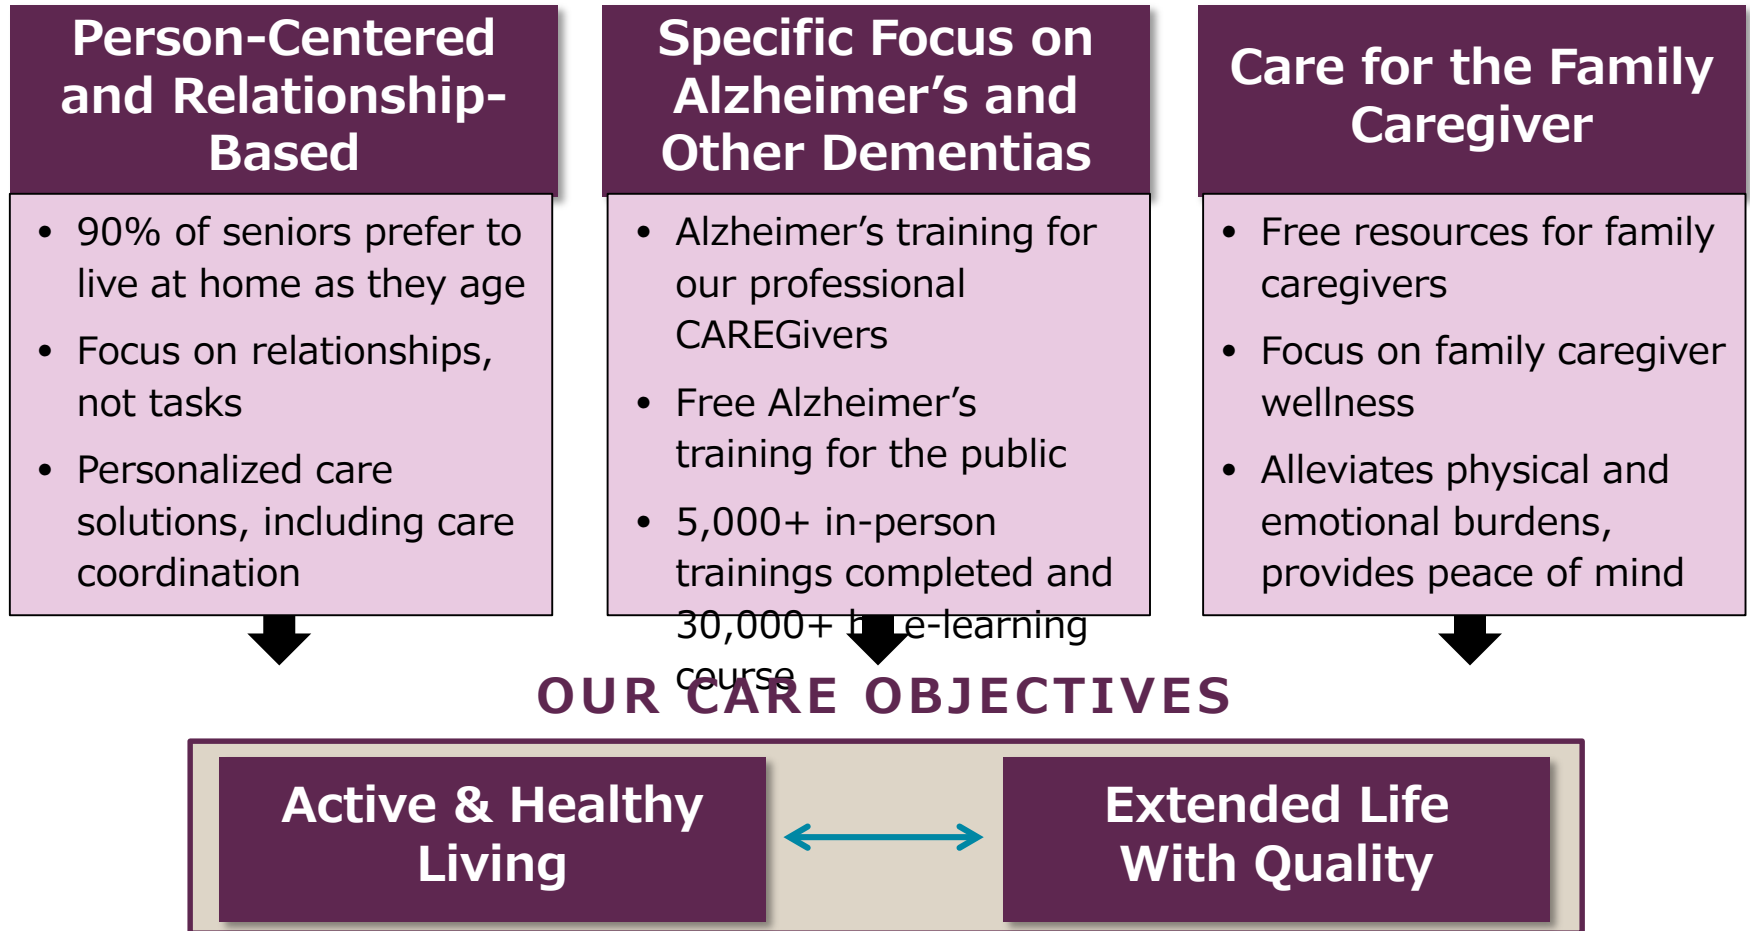 Person-Centered
and Relationship-
Based
• 90% of seniors prefer to
live at home as they age
• Focus on relationships,
not tasks
• Personalized care
solutions, including care
coordination
Specific Focus on
Alzheimer’s and
Other Dementias
• Alzheimer’s training for
our professional
CAREGivers
• Free Alzheimer’s
training for the public
• 5,000+ in-person
trainings completed and
30,000+ e-learning
course
Care for the Family
Caregiver
• Free resources for family
caregivers
• Focus on family caregiver
wellness
• Alleviates physical and
emotional burdens,
provides peace of mind
OUR CARE OBJECTIVES
Active & Healthy
Living
Extended Life
With Quality